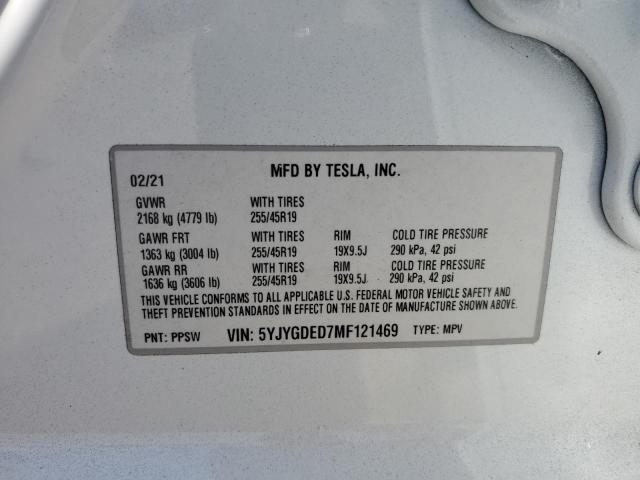 MFD BY TESLA, INC.
02/21
GVWR WITH TIRES
2168 kg (4779 lb) 255/45R19
GAWR FRT WITH TIRES RIM COLD TIRE PRESSURE
1363 kg (3004 lb) 255/45R19 19X9.5J 290 kPa, 42 psi
GAWR RR WITH TIRES RIM COLD TIRE PRESSURE
1636 kg (3606 lb) 255/45R19 19X9.5J 290 kPa, 42 psi
THIS VEHICLE CONFORMS TO ALL APPLICABLE U.S. FEDERAL MOTOR VEHICLE SAFETY AND
THEFT PREVENTION STANDARDS IN EFFECT ON THE DATE OF MANUFACTURE SHOWN ABOVE.
PNT: PPSW VIN: 5YJYGDED7MF121469 TYPE: MPV